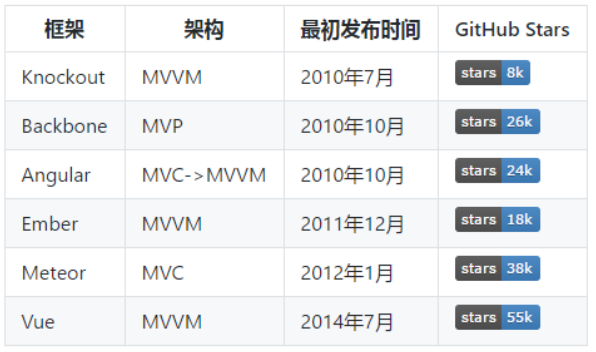 框架 架构 最初发布时间 GitHub Stars
Knockout MVVM 2010年7月 stars 8k
Backbone MVP 2010年10月 stars 26k
Angular MVC->MVVM 2010年10月 stars 24k
Ember MVVM 2011年12月 stars 18k
Meteor MVC 2012年1月 stars 38k
Vue MVVM 2014年7月 stars 55k